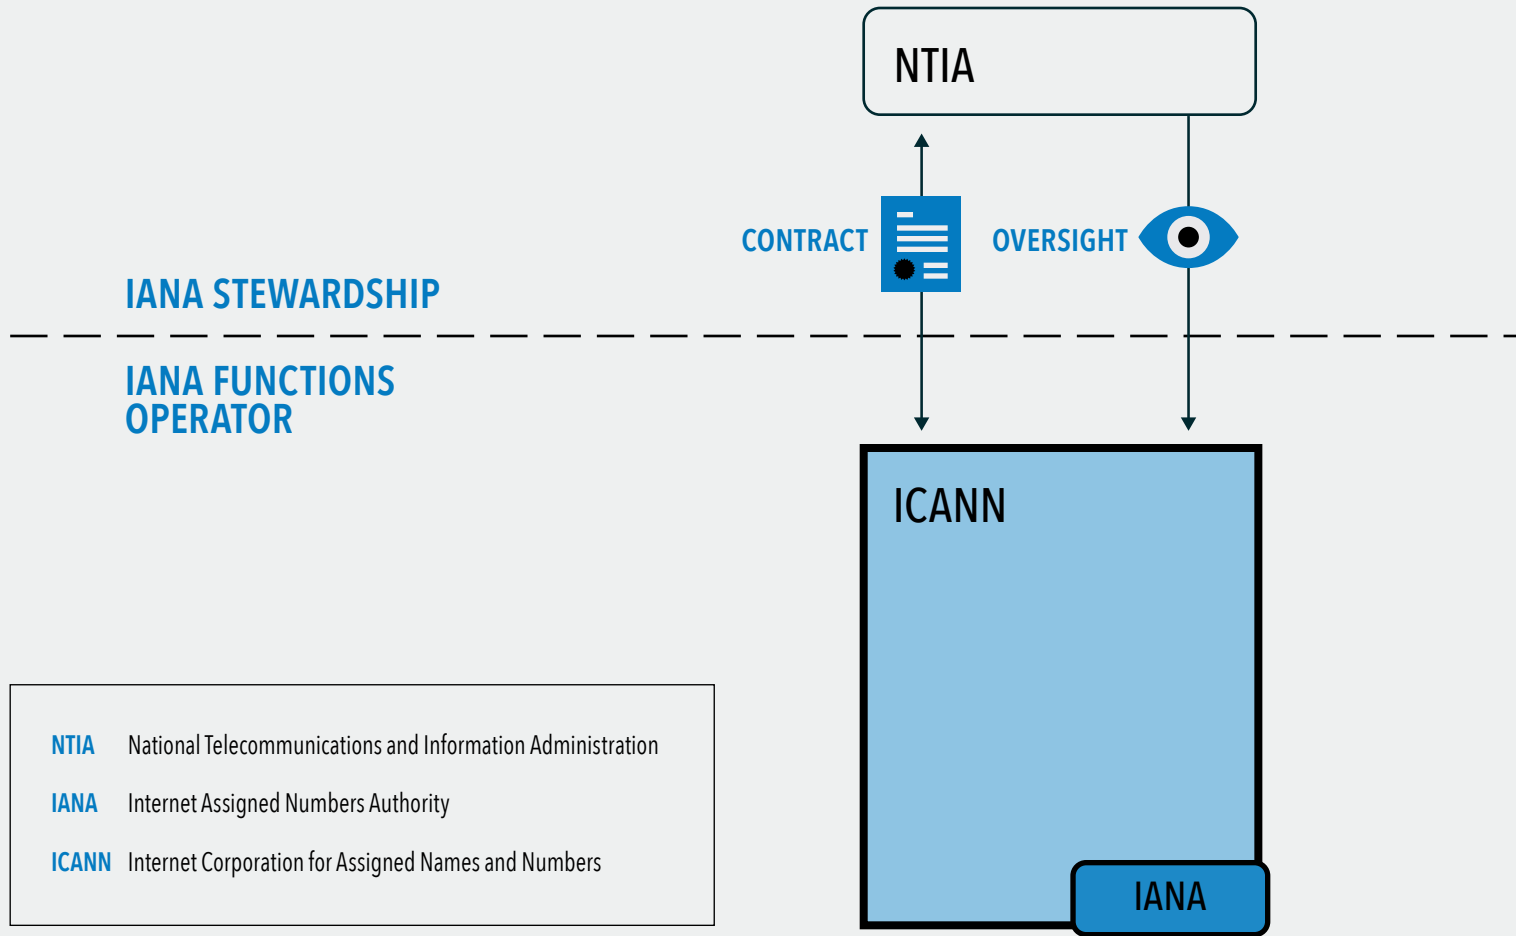 NTIA
CONTRACT
OVERSIGHT
IANA STEWARDSHIP
IANA FUNCTIONS
OPERATOR
ICANN
NTIA National Telecommunications and Information Administration
IANA Internet Assigned Numbers Authority
ICANN Internet Corporation for Assigned Names and Numbers
IANA